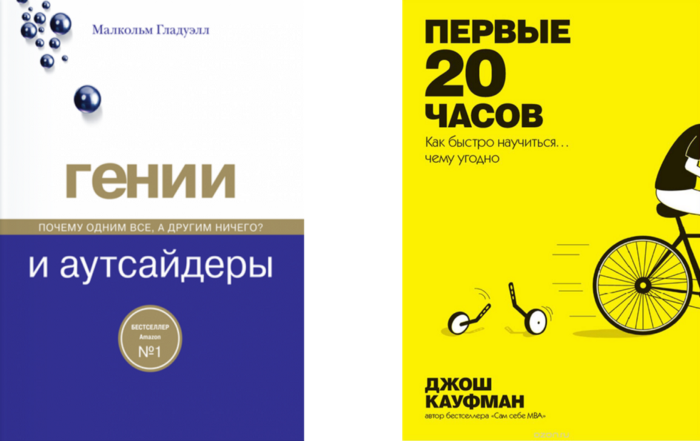 Малкольм Гладуэлл
гении
ПОЧЕМУ ОДНИМ ВСЕ, А ДРУГИМ НИЧЕГО?
и аутсайдеры
БЕСТСЕЛЛЕР
Amazon
№1
ПЕРВЫЕ
20
ЧАСОВ
Как быстро научиться...
чему угодно
ДЖОШ
КАУФМАН
автор бестселлера «Сам себе MBA»